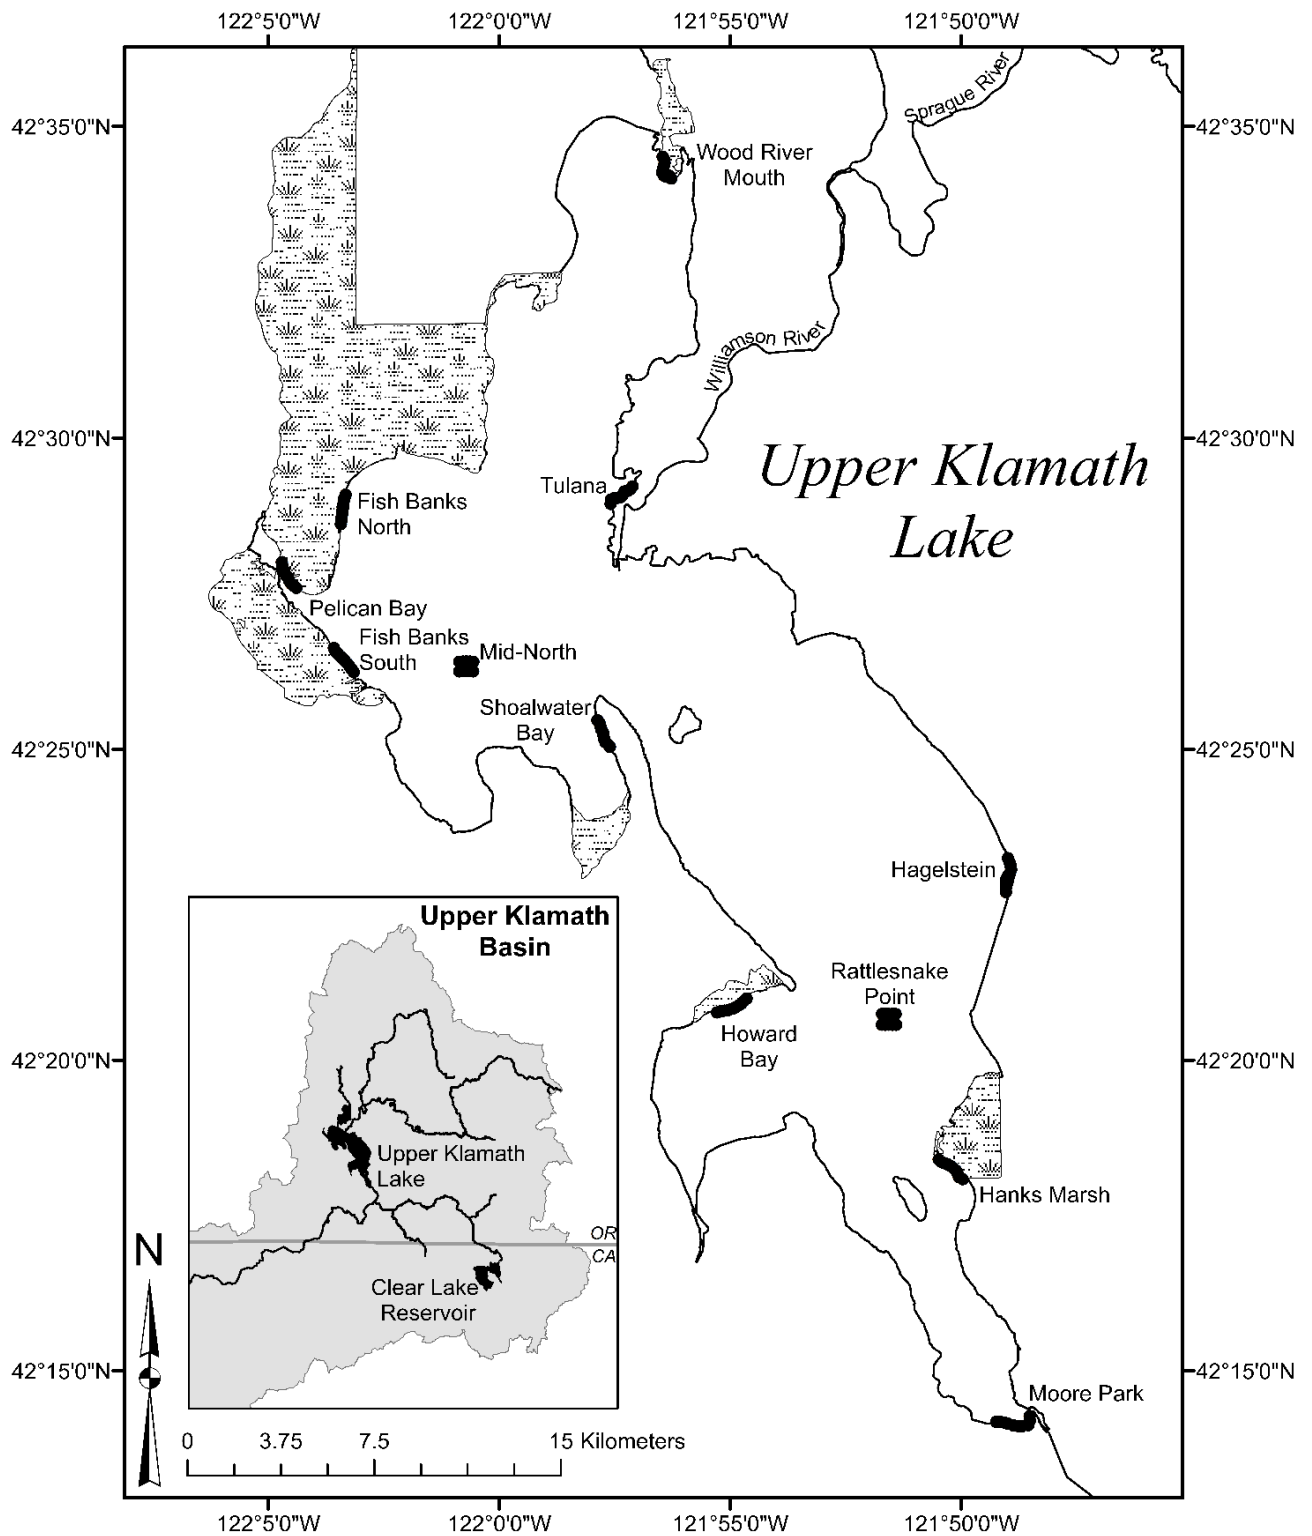 122°5'0"W
122°0'0"W
121°55'0"W
121°50'0"W
42°35'0"N
42°35'0"N
Sprague River
Wood River
Mouth
Williamson River
42°30'0"N
42°30'0"N
Upper Klamath
Lake
Tulana
Fish Banks
North
Pelican Bay
Fish Banks
South
Mid-North
Shoalwater
Bay
42°25'0"N
42°25'0"N
Hagelstein
Rattlesnake
Point
Howard
Bay
42°20'0"N
42°20'0"N
Hanks Marsh
Upper Klamath
Basin
Upper Klamath
Lake
OR
CA
Clear Lake
Reservoir
N
42°15'0"N
42°15'0"N
Moore Park
0
3.75
7.5
15 Kilometers
122°5'0"W
122°0'0"W
121°55'0"W
121°50'0"W